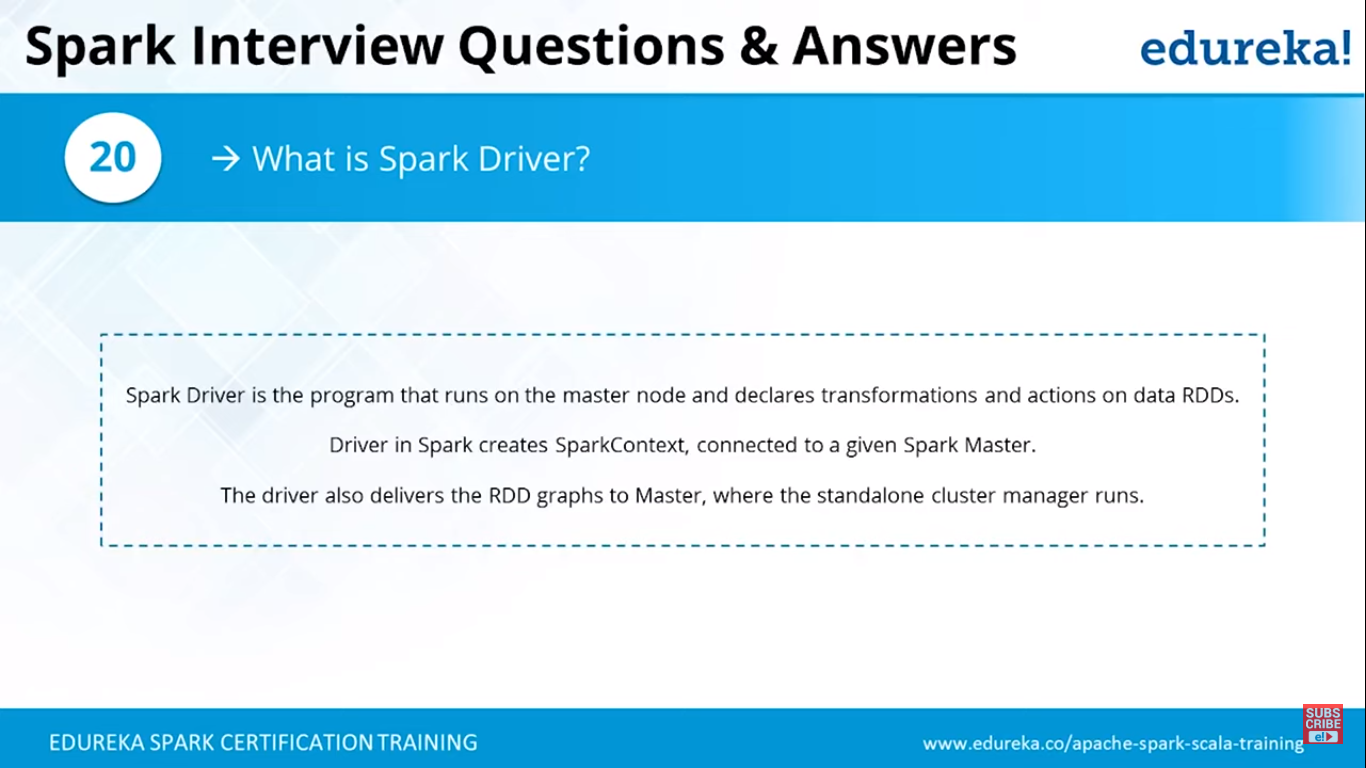 Spark Interview Questions & Answers
edureka!
20
→ What is Spark Driver?
Spark Driver is the program that runs on the master node and declares transformations and actions on data RDDs.
Driver in Spark creates SparkContext, connected to a given Spark Master.
The driver also delivers the RDD graphs to Master, where the standalone cluster manager runs.
EDUREKA SPARK CERTIFICATION TRAINING
www.edureka.co/apache-spark-scala-training
SUBS
CRIBE
e!